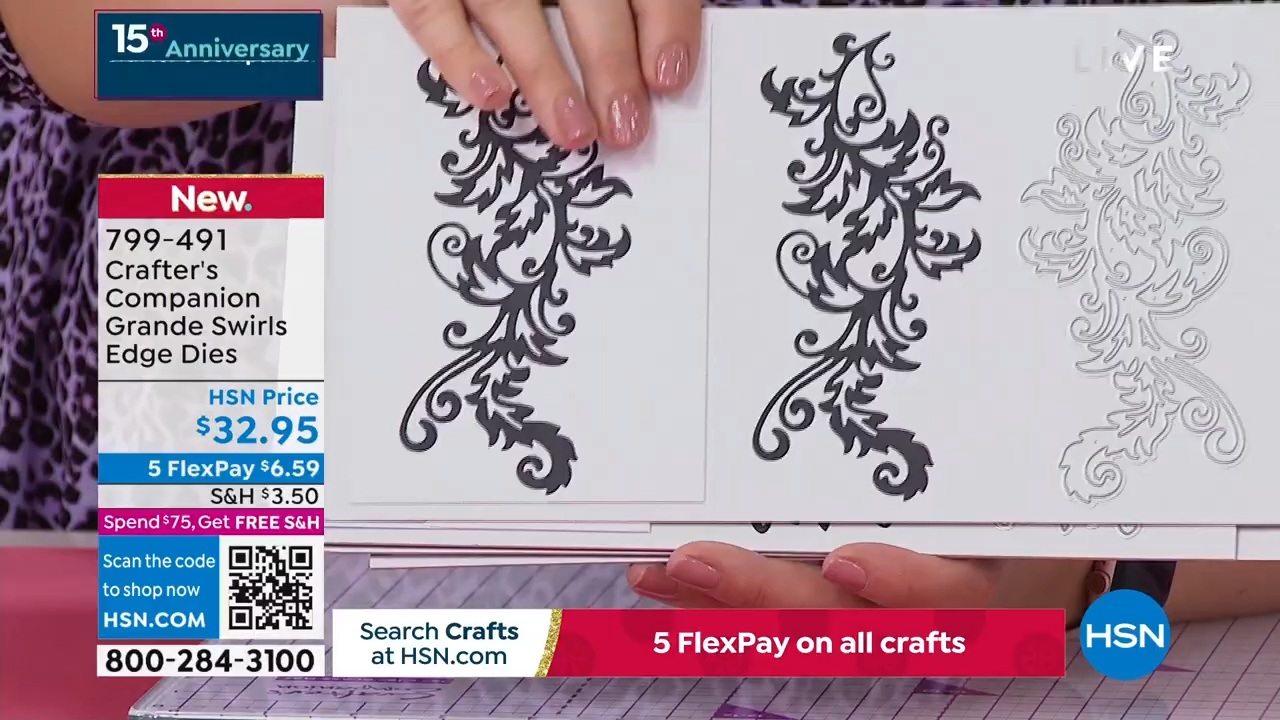 15th Anniversary
LIVE
New.
799-491
Crafter's
Companion
Grande Swirls
Edge Dies
HSN Price
$32.95
5 FlexPay $6.59
S&H $3.50
Spend $75, Get FREE S&H
Scan the code
to shop now
HSN.COM
800-284-3100
Search Crafts
at HSN.com
5 FlexPay on all crafts
HSN